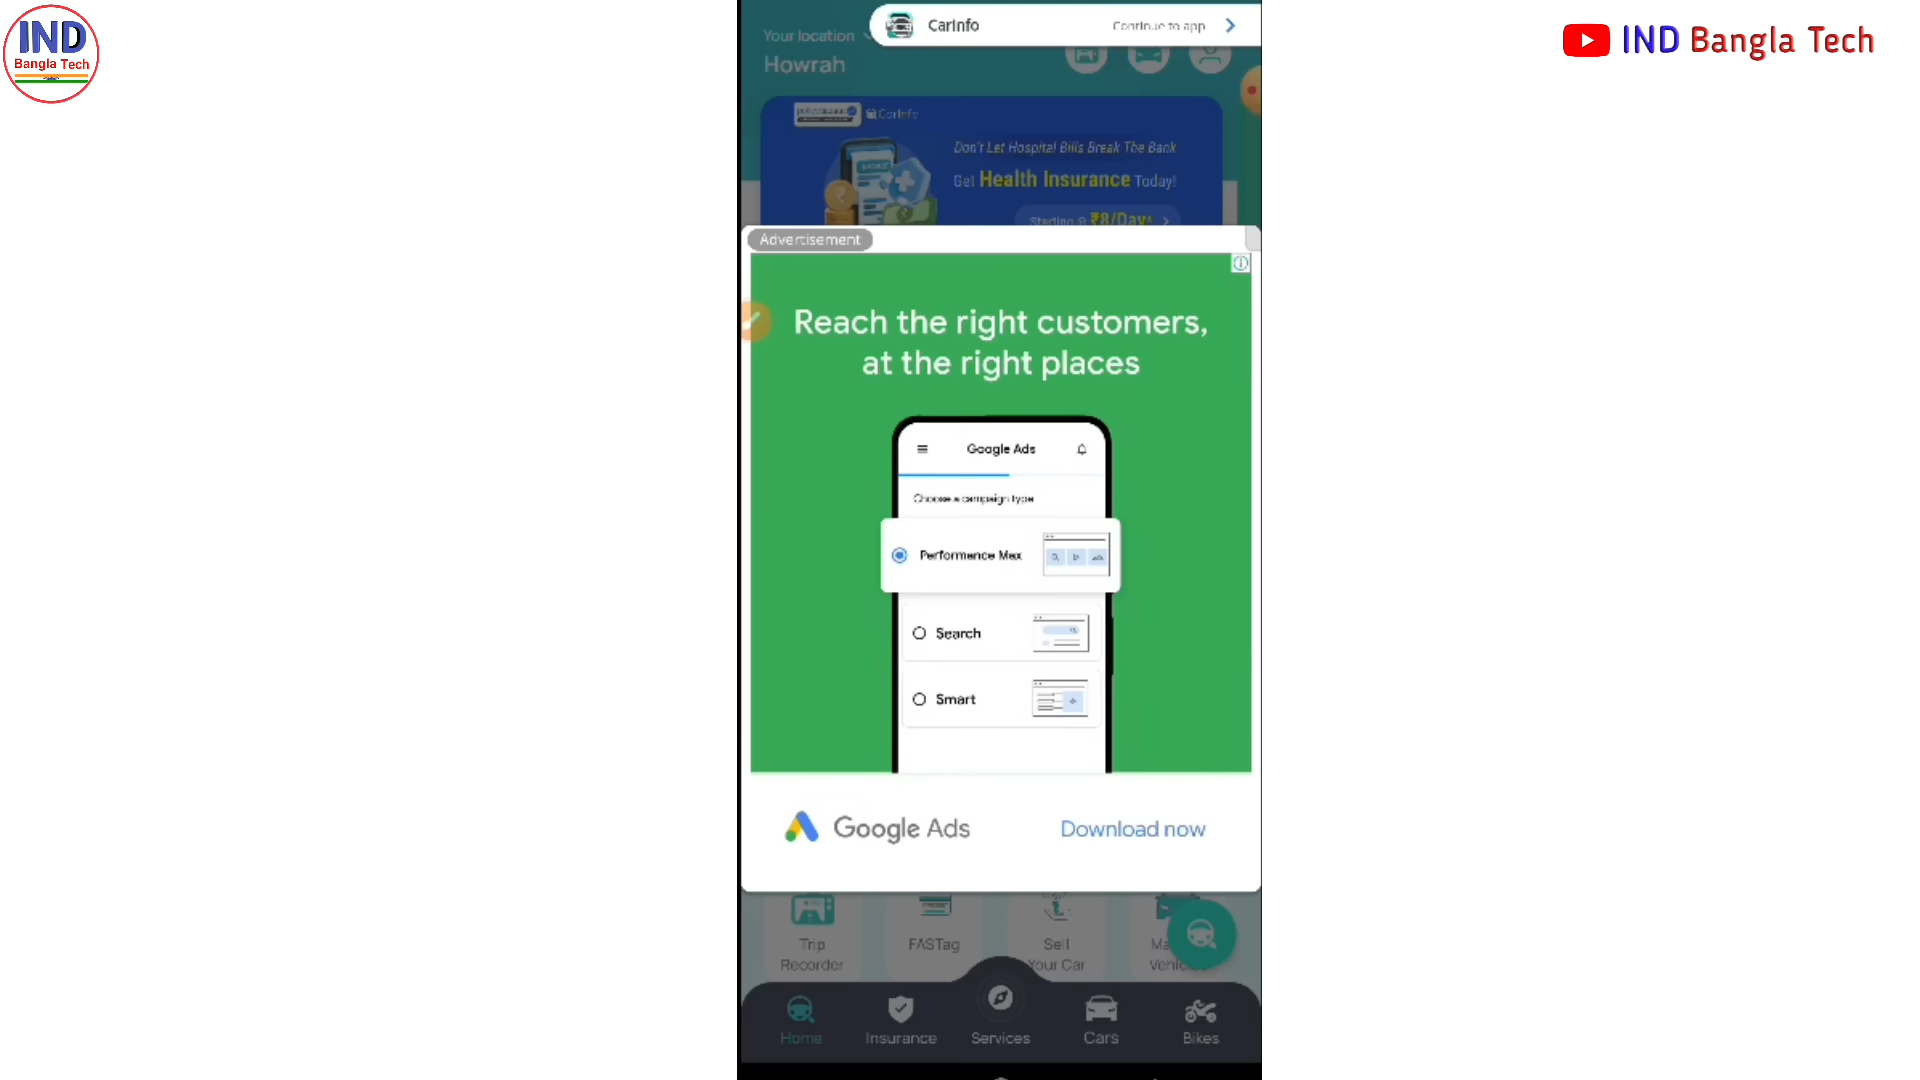 IND
Bangla Tech
IND Bangla Tech
CarInfo
Continue to app
Your location
Howrah
CarInfo
Don't Let Hospital Bills Break The Bank
Get Health Insurance Today!
Starting @ ₹8/Day*
Advertisement
Reach the right customers,
at the right places
Google Ads
Choose a campaign type
Performance Max
Search
Smart
Google Ads
Download now
Trip
Recorder
FASTag
Sell
Your Car
Home
Insurance
Services
Cars
Bikes